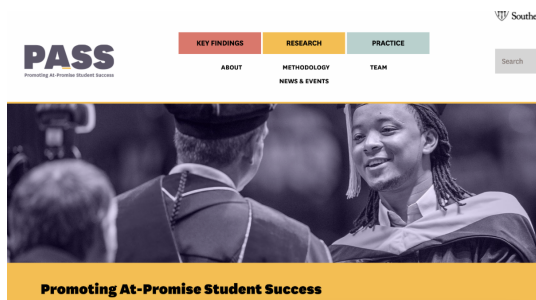 Southe
PASS
Promoting At-Promise Student Success
KEY FINDINGS
RESEARCH
PRACTICE
ABOUT
METHODOLOGY
TEAM
NEWS & EVENTS
Search
Promoting At-Promise Student Success